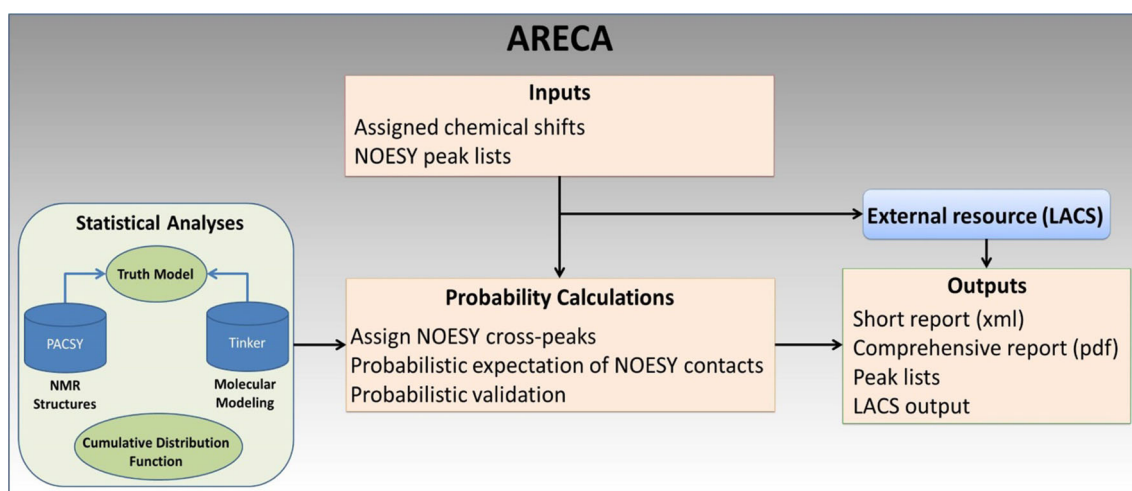 ARECA
Inputs
Assigned chemical shifts
NOESY peak lists
External resource (LACS)
Statistical Analyses
Truth Model
PACSY
Tinker
NMR
Structures
Molecular
Modeling
Cumulative Distribution
Function
Probability Calculations
Assign NOESY cross-peaks
Probabilistic expectation of NOESY contacts
Probabilistic validation
Outputs
Short report (xml)
Comprehensive report (pdf)
Peak lists
LACS output